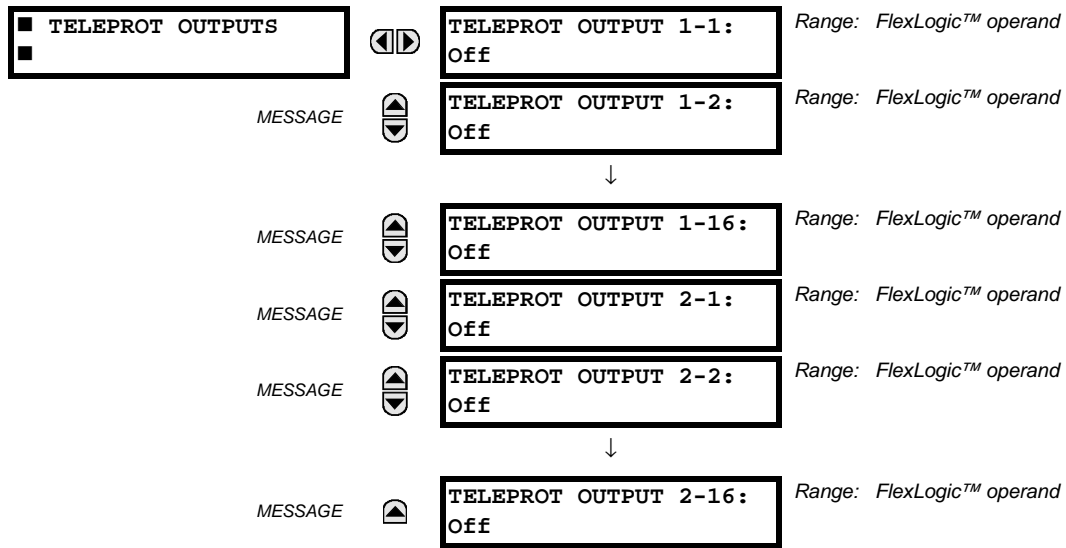 ■ TELEPROT OUTPUTS
■
TELEPROT OUTPUT 1-1:
Off
Range: FlexLogic™ operand
MESSAGE
TELEPROT OUTPUT 1-2:
Off
Range: FlexLogic™ operand
↓
MESSAGE
TELEPROT OUTPUT 1-16:
Off
Range: FlexLogic™ operand
MESSAGE
TELEPROT OUTPUT 2-1:
Off
Range: FlexLogic™ operand
MESSAGE
TELEPROT OUTPUT 2-2:
Off
Range: FlexLogic™ operand
↓
MESSAGE
TELEPROT OUTPUT 2-16:
Off
Range: FlexLogic™ operand